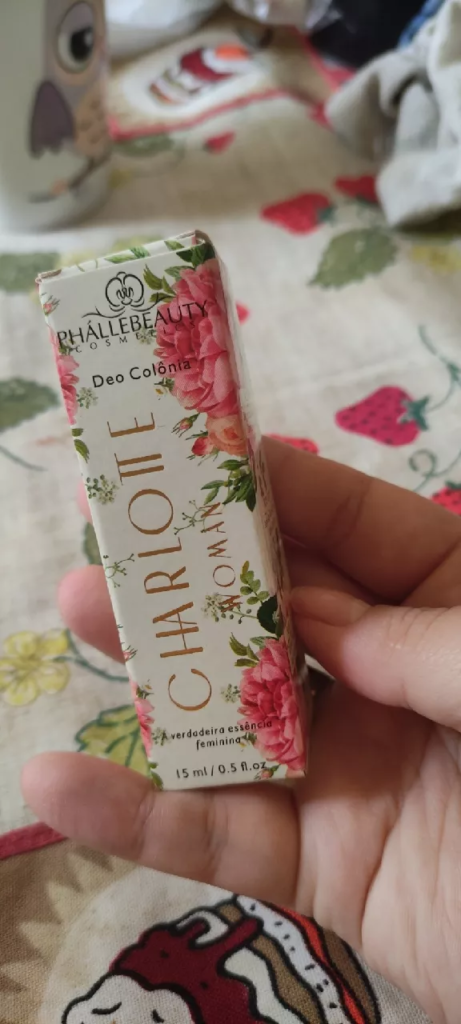 PHÁLLEBEAUTY
COSMETICS
Deo Colônia
CHARLOTTE
WOMAN
A verdadeira essência
feminina
15 ml / 0.5 fl.oz